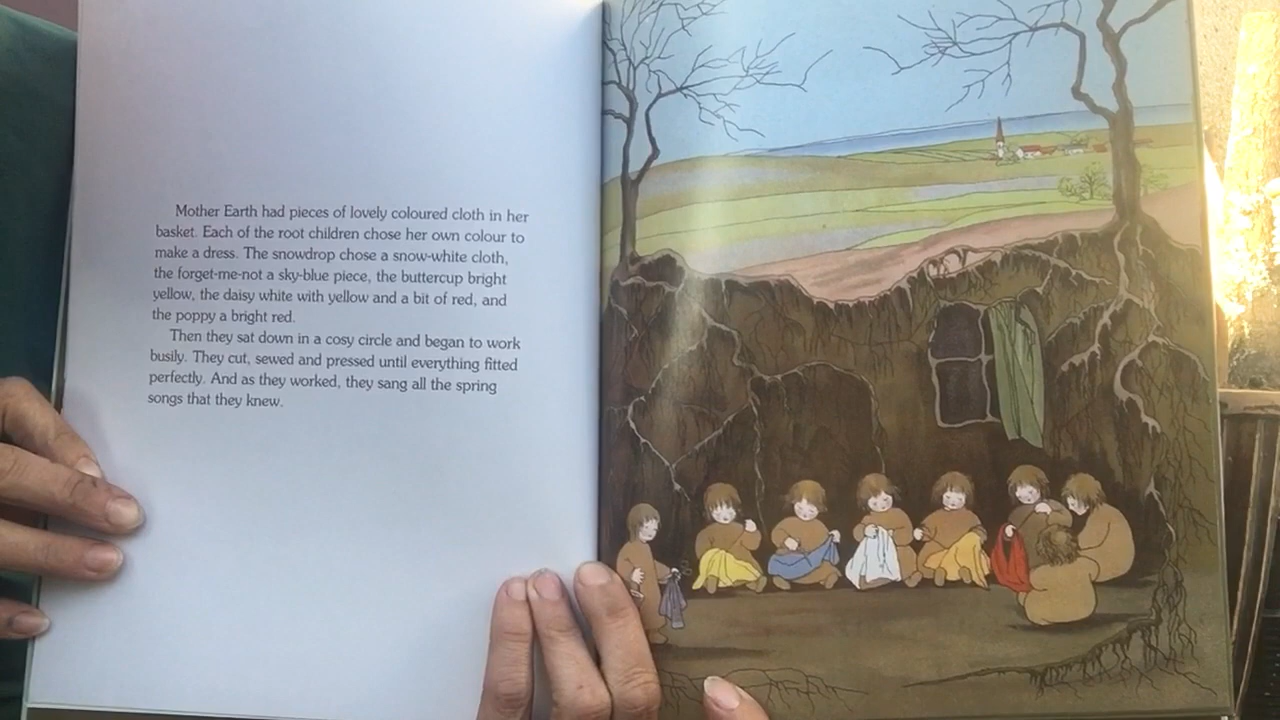 Mother Earth had pieces of lovely coloured cloth in her
basket. Each of the root children chose her own colour to
make a dress. The snowdrop chose a snow-white cloth,
the forget-me-not a sky-blue piece, the buttercup bright
yellow, the daisy white with yellow and a bit of red, and
the poppy a bright red.
Then they sat down in a cosy circle and began to work
busily. They cut, sewed and pressed until everything fitted
perfectly. And as they worked, they sang all the spring
songs that they knew.